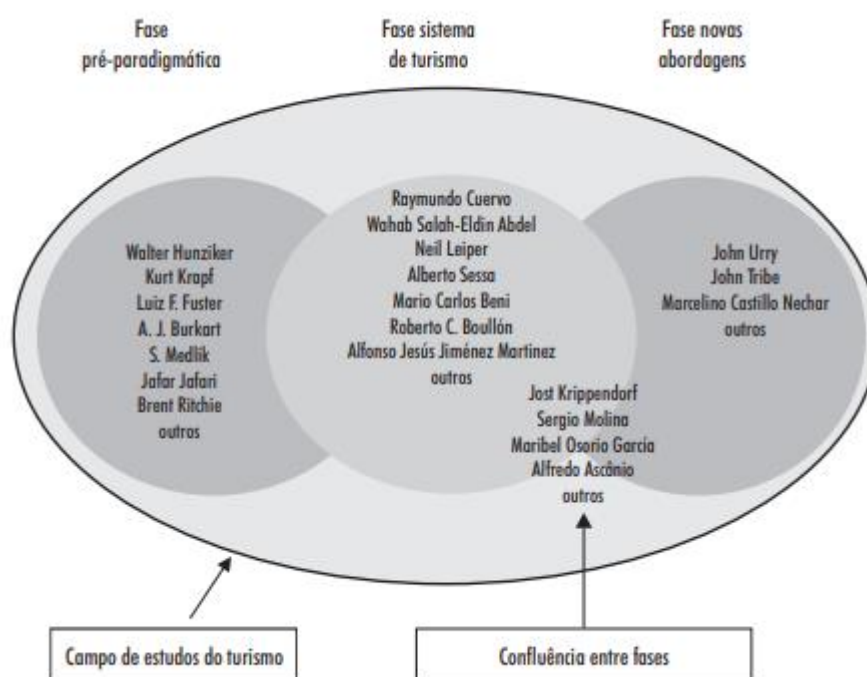 Fase
pré-paradigmática
Fase sistema
de turismo
Fase novas
abordagens
Walter Hunziker
Kurt Krapf
Luiz F. Fuster
A. J. Burkart
S. Medlik
Jafar Jafari
Brent Ritchie
outros
Raymundo Cuervo
Wahab Salah-Eldin Abdel
Neil Leiper
Alberto Sessa
Mario Carlos Beni
Roberto C. Boullón
Alfonso Jesús Jiménez Martínez
outros
John Urry
John Tribe
Marcelino Castillo Nechar
outros
Jost Krippendorf
Sergio Molina
Maribel Osorio García
Alfredo Ascânio
outros
Campo de estudos do turismo
Confluência entre fases